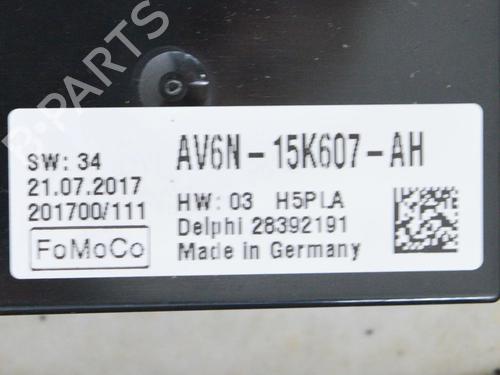 B-PARTS
SW: 34
21.07.2017
201700/111
FoMoCo
AV6N-15K607-AH
HW: 03 H5PLA
Delphi 28392191
Made in Germany